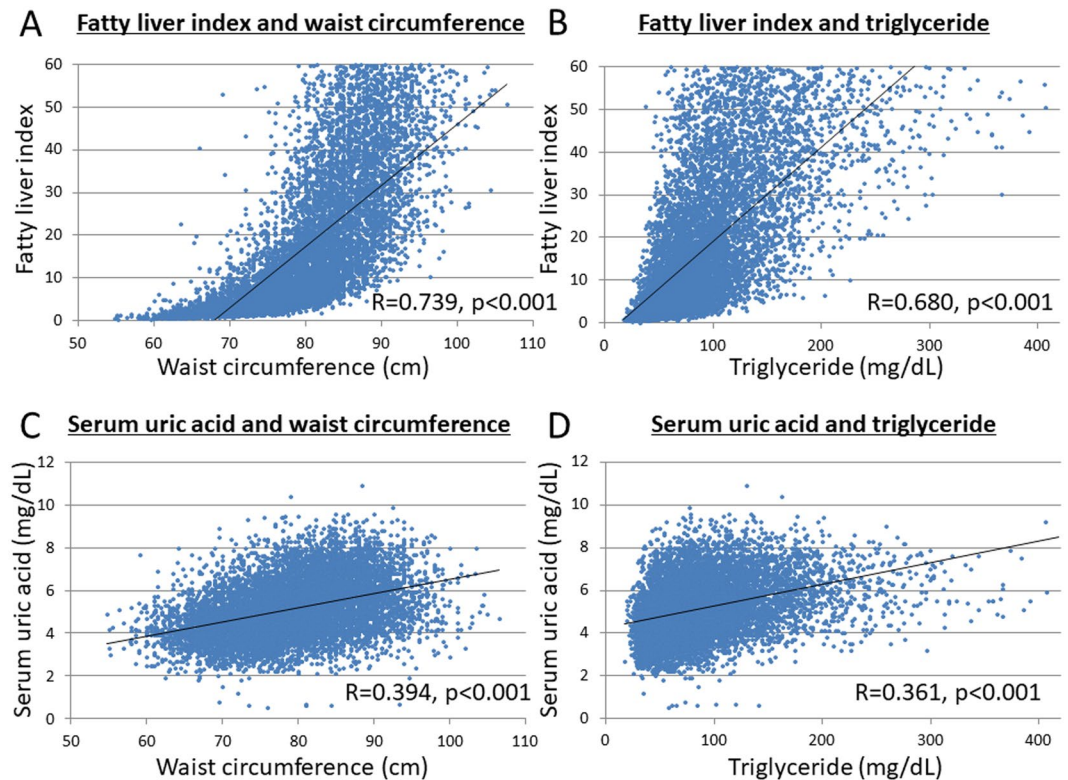 A Fatty liver index and waist circumference
60
50
40
30
20
10
0
Fatty liver index
R=0.739, p<0.001
50 60 70 80 90 100 110
Waist circumference (cm)
B Fatty liver index and triglyceride
60
50
40
30
20
10
0
Fatty liver index
R=0.680, p<0.001
0 100 200 300 400
Triglyceride (mg/dL)
C Serum uric acid and waist circumference
12
10
8
6
4
2
0
Serum uric acid (mg/dL)
R=0.394, p<0.001
50 60 70 80 90 100 110
Waist circumference (cm)
D Serum uric acid and triglyceride
12
10
8
6
4
2
0
Serum uric acid (mg/dL)
R=0.361, p<0.001
0 100 200 300 400
Triglyceride (mg/dL)